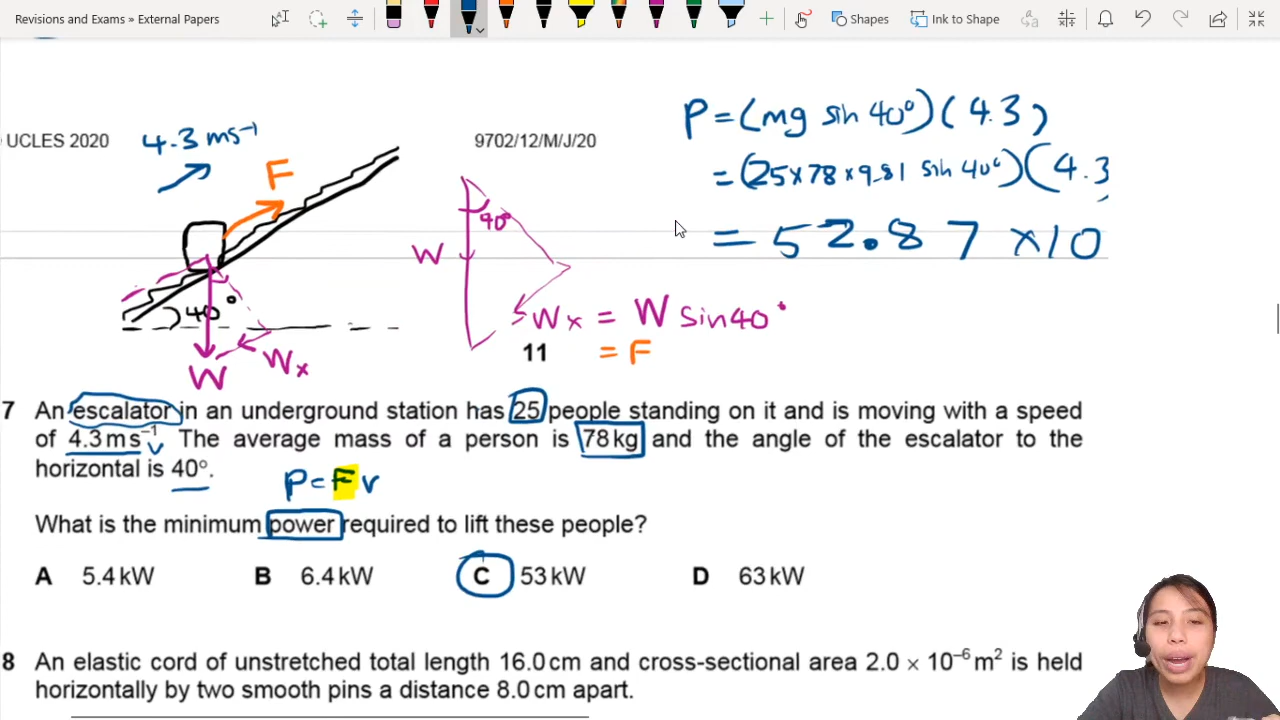 Revisions and Exams » External Papers
Shapes
Ink to Shape
UCLES 2020
9702/12/M/J/20
4.3 ms⁻¹
F
40°
W
Wx
40°
W
Wx = W sin40°
= F
P = (mg sin 40°)(4.3)
= (25×78×9.81 sin 40°)(4.3
= 52.87 ×10
11
7 An escalator in an underground station has 25 people standing on it and is moving with a speed
of 4.3 m s⁻¹ v The average mass of a person is 78 kg and the angle of the escalator to the
horizontal is 40°.
P = Fv
What is the minimum power required to lift these people?
A 5.4 kW B 6.4 kW C 53 kW D 63 kW
8 An elastic cord of unstretched total length 16.0 cm and cross-sectional area 2.0 × 10⁻⁶ m² is held
horizontally by two smooth pins a distance 8.0 cm apart.